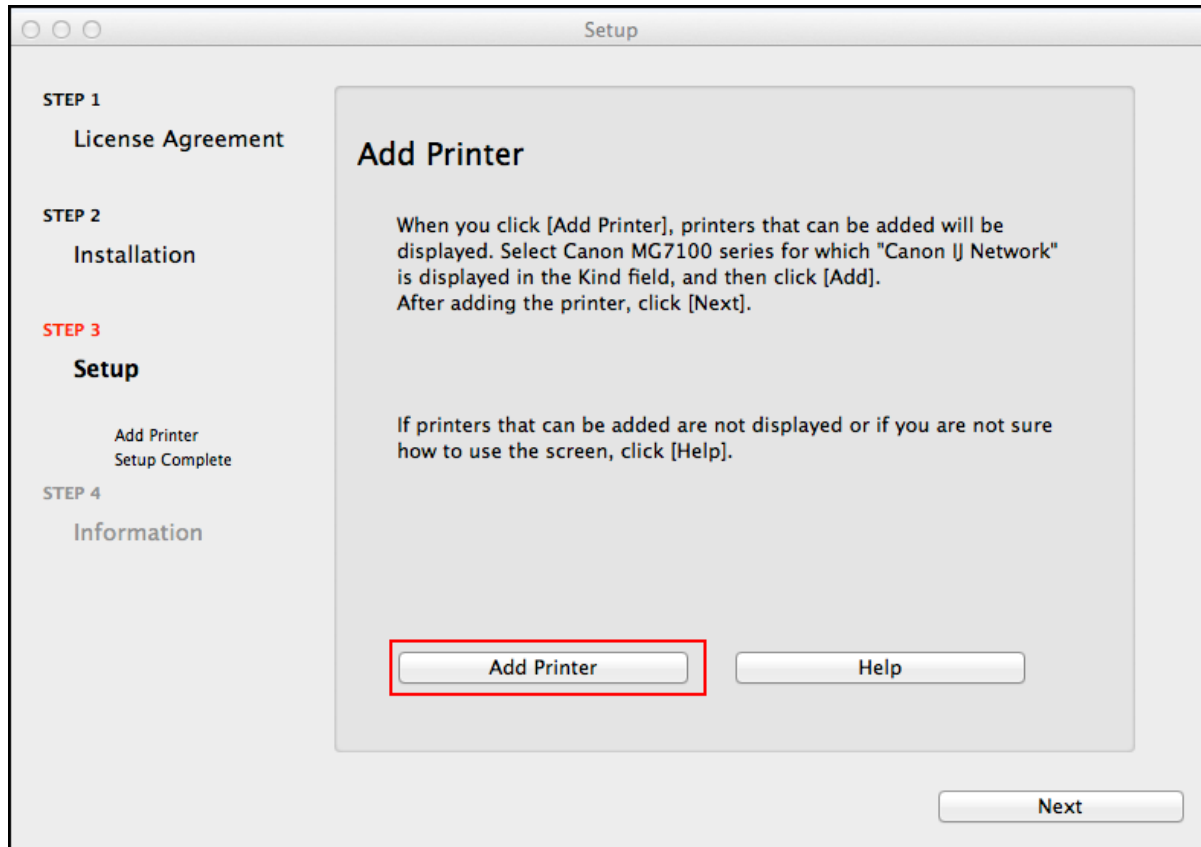 Setup
STEP 1
License Agreement
STEP 2
Installation
STEP 3
Setup
Add Printer
Setup Complete
STEP 4
Information
Add Printer
When you click [Add Printer], printers that can be added will be
displayed. Select Canon MG7100 series for which "Canon IJ Network"
is displayed in the Kind field, and then click [Add].
After adding the printer, click [Next].
If printers that can be added are not displayed or if you are not sure
how to use the screen, click [Help].
Add Printer
Help
Next